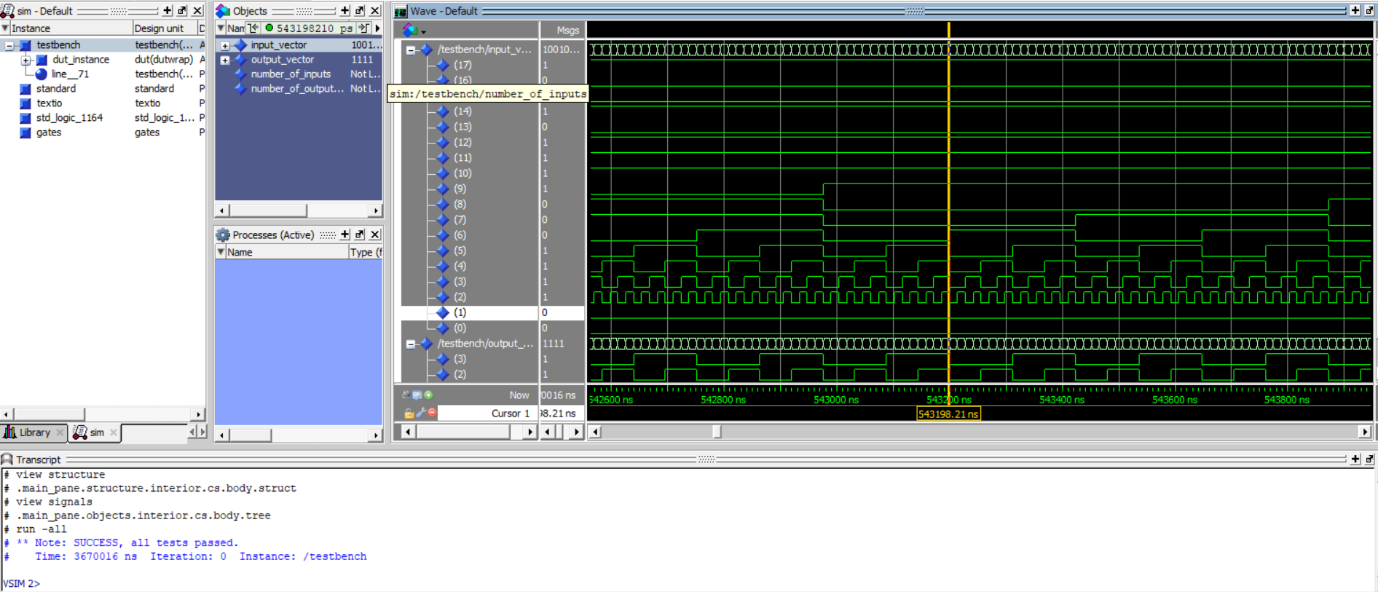 sim - Default
Instance Design unit
testbench testbench(... A
dut_instance dut(dutwrap) A
line__71 testbench(... P
standard standard P
textio textio P
std_logic_1164 std_logic_1... P
gates gates P
Library sim
Objects
543198210 ps
input_vector 1001...
output_vector 1111
number_of_inputs Not L...
number_of_output... Not L...
Processes (Active)
Name Type (f
Wave - Default
Msgs
/testbench/input_v... 10010...
(17) 1
(16) 0
sim:/testbench/number_of_inputs
(14) 1
(13) 0
(12) 1
(11) 1
(10) 1
(9) 1
(8) 0
(7) 0
(6) 0
(5) 1
(4) 1
(3) 1
(2) 1
(1) 0
(0) 0
/testbench/output_... 1111
(3) 1
(2) 1
Now 70016 ns
542600 ns 542800 ns 543000 ns 543200 ns 543400 ns 543600 ns 543800 ns
Cursor 1 98.21 ns 543198.21 ns
Transcript
# view structure
# .main_pane.structure.interior.cs.body.struct
# view signals
# .main_pane.objects.interior.cs.body.tree
# run -all
# ** Note: SUCCESS, all tests passed.
# Time: 3670016 ns Iteration: 0 Instance: /testbench
VSIM 2>